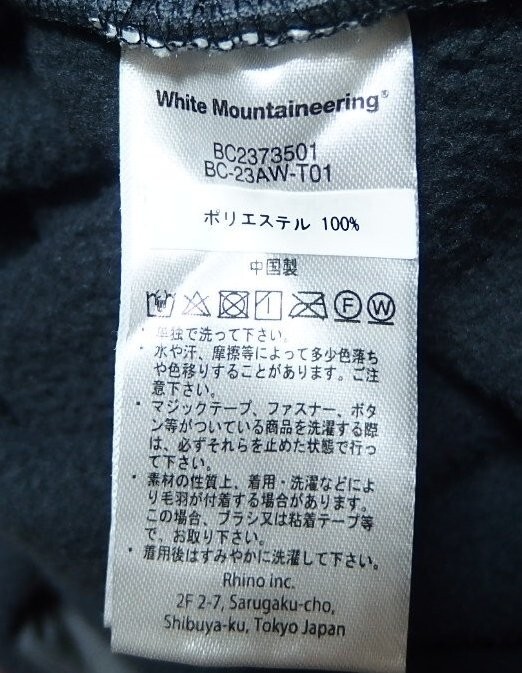 White Mountaineering®
BC2373501
BC-23AW-T01
ポリエステル 100%
中国製
F W
・単独で洗って下さい。
・水や汗、摩擦等によって多少色落ち
や色移りすることがあります。ご注
意下さい。
・マジックテープ、ファスナー、ボタ
ン等がついている商品を洗濯する際
は、必ずそれらを止めた状態で行っ
て下さい。
・素材の性質上、着用・洗濯などによ
り毛羽が付着する場合があります。
この場合、ブラシ又は粘着テープ等
で、お取り下さい。
・着用後はすみやかに洗濯して下さい。
Rhino inc.
2F 2-7, Sarugaku-cho,
Shibuya-ku, Tokyo Japan